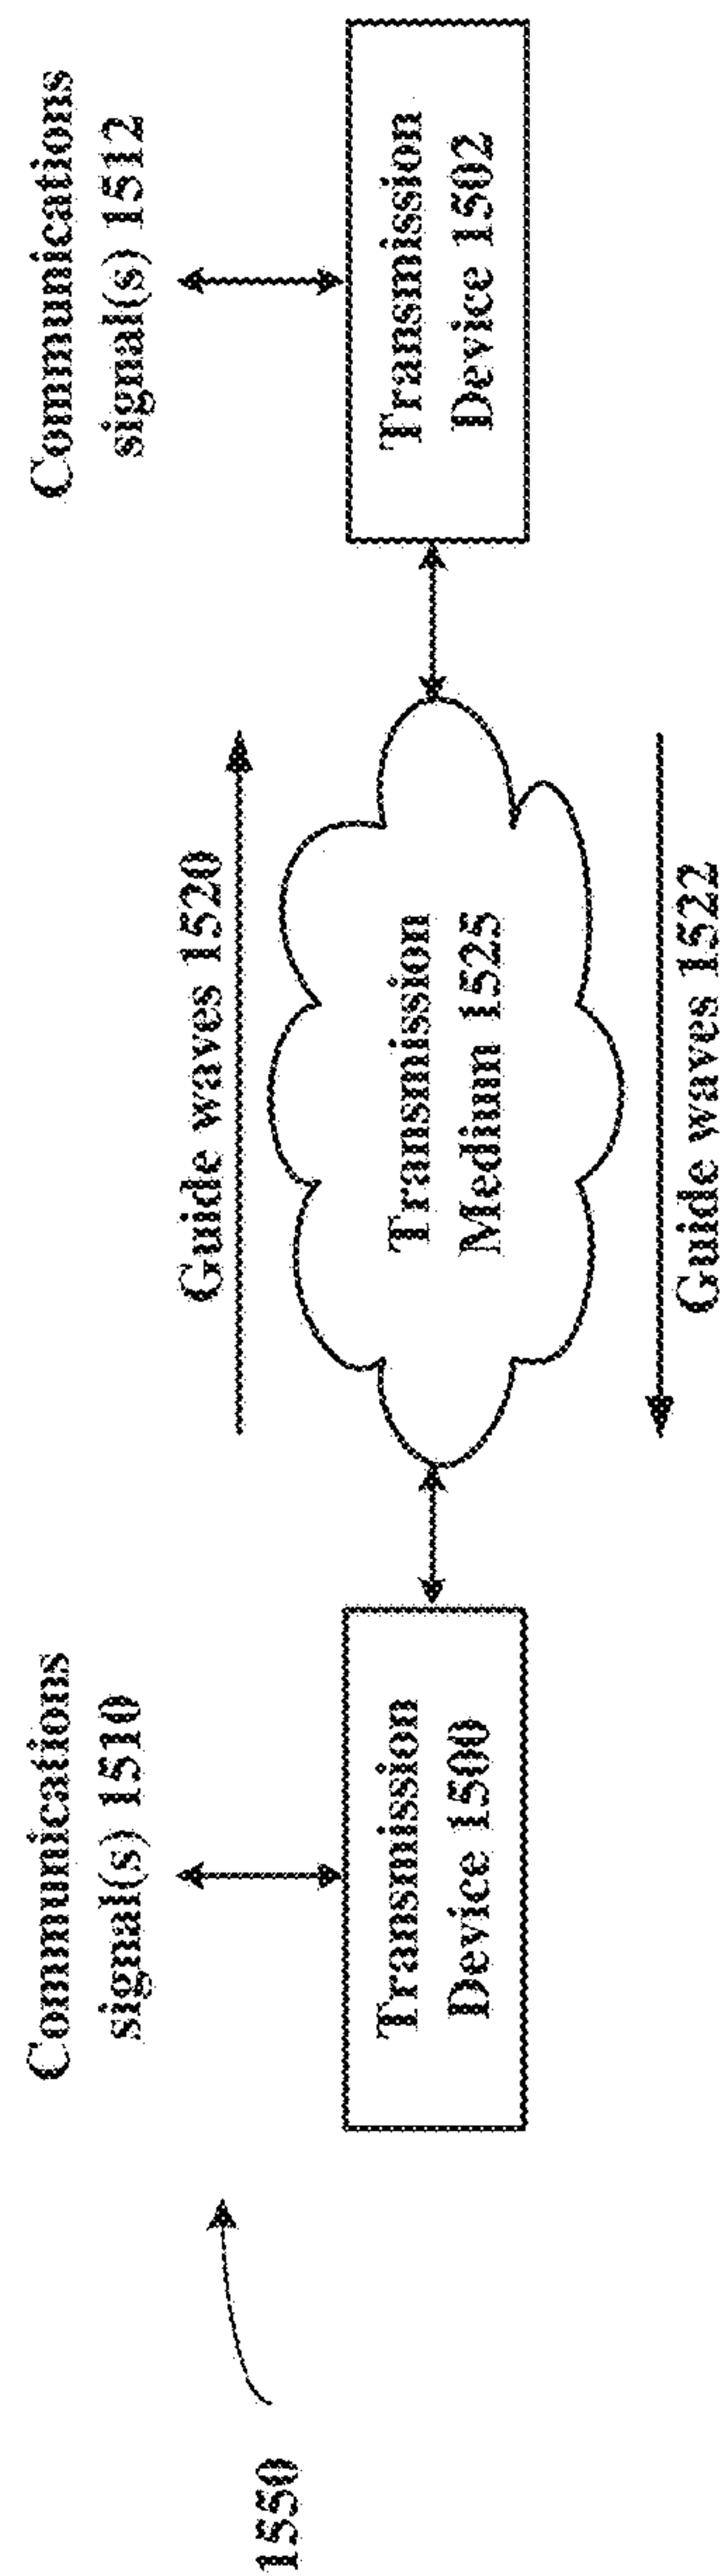 1550
Communications
signal(s) 1510
Transmission
Device 1500
Guide waves 1520
Transmission
Medium 1525
Guide waves 1522
Communications
signal(s) 1512
Transmission
Device 1502